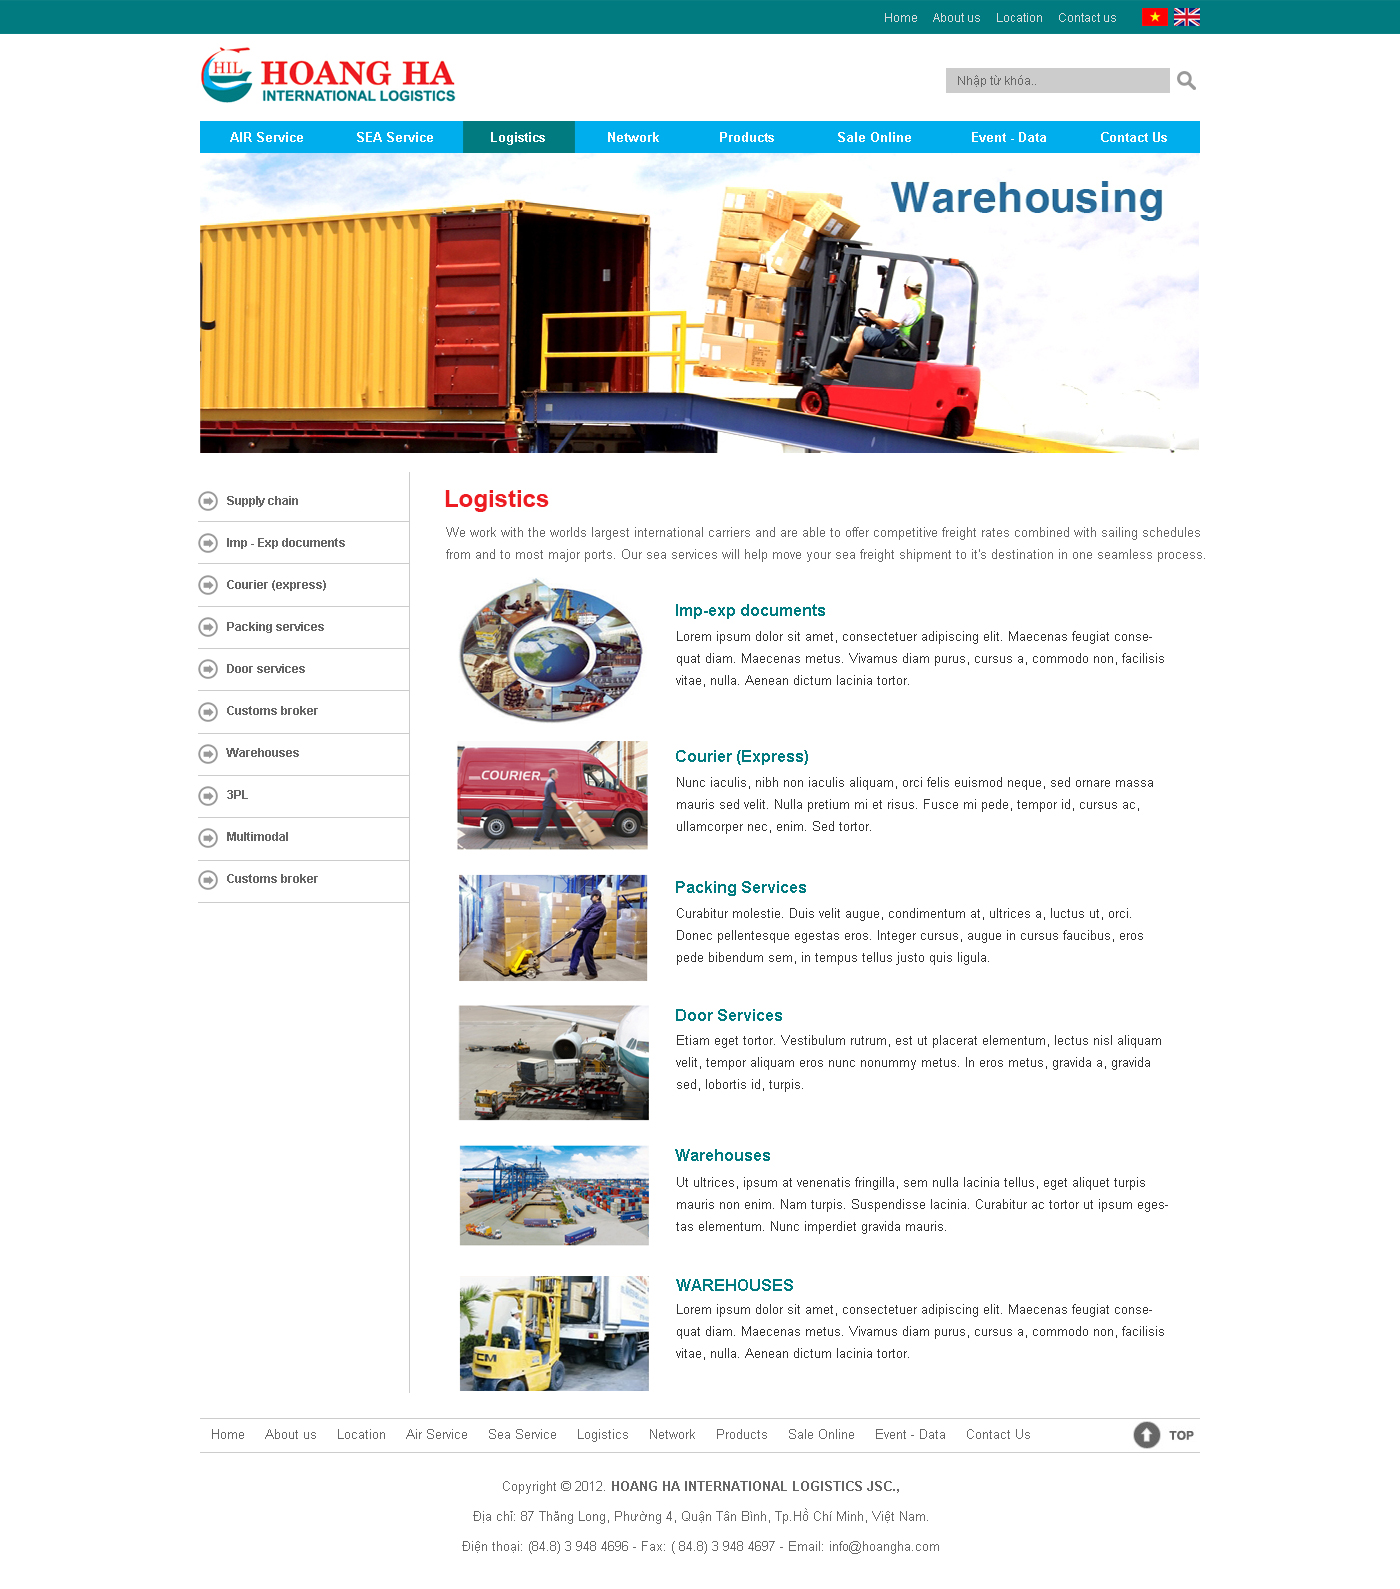 Home About us Location Contact us
HIL HOANG HA
INTERNATIONAL LOGISTICS
Nhập từ khóa..
AIR Service SEA Service Logistics Network Products Sale Online Event - Data Contact Us
Warehousing
Supply chain
Imp - Exp documents
Courier (express)
Packing services
Door services
Customs broker
Warehouses
3PL
Multimodal
Customs broker
Logistics
We work with the worlds largest international carriers and are able to offer competitive freight rates combined with sailing schedules
from and to most major ports. Our sea services will help move your sea freight shipment to it's destination in one seamless process.
Imp-exp documents
Lorem ipsum dolor sit amet, consectetuer adipiscing elit. Maecenas feugiat conse-
quat diam. Maecenas metus. Vivamus diam purus, cursus a, commodo non, facilisis
vitae, nulla. Aenean dictum lacinia tortor.
COURIER
Courier (Express)
Nunc iaculis, nibh non iaculis aliquam, orci felis euismod neque, sed ornare massa
mauris sed velit. Nulla pretium mi et risus. Fusce mi pede, tempor id, cursus ac,
ullamcorper nec, enim. Sed tortor.
Packing Services
Curabitur molestie. Duis velit augue, condimentum at, ultrices a, luctus ut, orci.
Donec pellentesque egestas eros. Integer cursus, augue in cursus faucibus, eros
pede bibendum sem, in tempus tellus justo quis ligula.
Door Services
Etiam eget tortor. Vestibulum rutrum, est ut placerat elementum, lectus nisl aliquam
velit, tempor aliquam eros nunc nonummy metus. In eros metus, gravida a, gravida
sed, lobortis id, turpis.
Warehouses
Ut ultrices, ipsum at venenatis fringilla, sem nulla lacinia tellus, eget aliquet turpis
mauris non enim. Nam turpis. Suspendisse lacinia. Curabitur ac tortor ut ipsum eges-
tas elementum. Nunc imperdiet gravida mauris.
CM
WAREHOUSES
Lorem ipsum dolor sit amet, consectetuer adipiscing elit. Maecenas feugiat conse-
quat diam. Maecenas metus. Vivamus diam purus, cursus a, commodo non, facilisis
vitae, nulla. Aenean dictum lacinia tortor.
Home About us Location Air Service Sea Service Logistics Network Products Sale Online Event - Data Contact Us TOP
Copyright © 2012. HOANG HA INTERNATIONAL LOGISTICS JSC.,
Địa chỉ: 87 Thăng Long, Phường 4, Quận Tân Bình, Tp.Hồ Chí Minh, Việt Nam.
Điện thoại: (84.8) 3 948 4696 - Fax: ( 84.8) 3 948 4697 - Email: info@hoangha.com